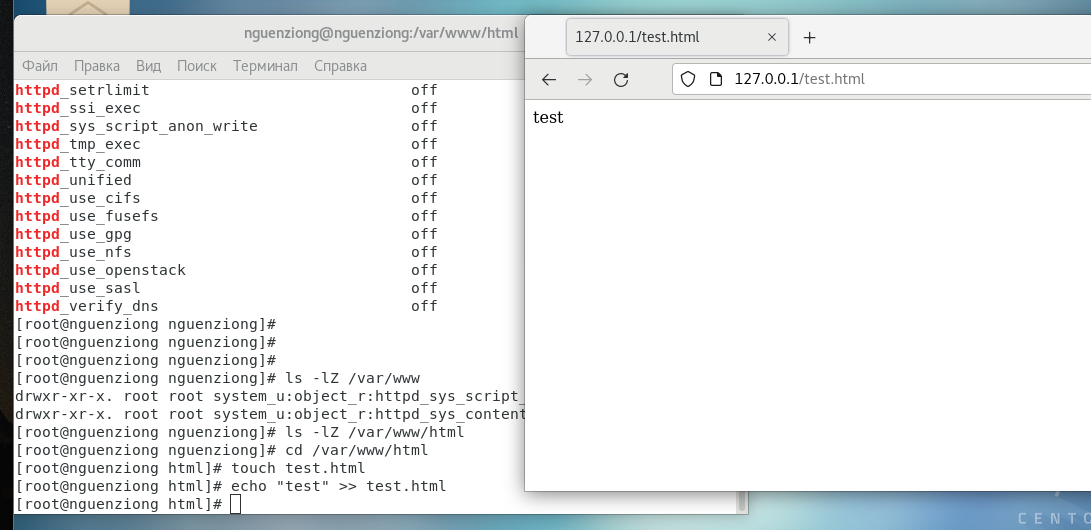 nguenziong@nguenziong:/var/www/html
Файл Правка Вид Поиск Терминал Справка
httpd_setrlimit off
httpd_ssi_exec off
httpd_sys_script_anon_write off
httpd_tmp_exec off
httpd_tty_comm off
httpd_unified off
httpd_use_cifs off
httpd_use_fusefs off
httpd_use_gpg off
httpd_use_nfs off
httpd_use_openstack off
httpd_use_sasl off
httpd_verify_dns off
[root@nguenziong nguenziong]#
[root@nguenziong nguenziong]#
[root@nguenziong nguenziong]#
[root@nguenziong nguenziong]# ls -lZ /var/www
drwxr-xr-x. root root system_u:object_r:httpd_sys_script_
drwxr-xr-x. root root system_u:object_r:httpd_sys_content
[root@nguenziong nguenziong]# ls -lZ /var/www/html
[root@nguenziong nguenziong]# cd /var/www/html
[root@nguenziong html]# touch test.html
[root@nguenziong html]# echo "test" >> test.html
[root@nguenziong html]#
127.0.0.1/test.html
127.0.0.1/test.html
test
CENTO